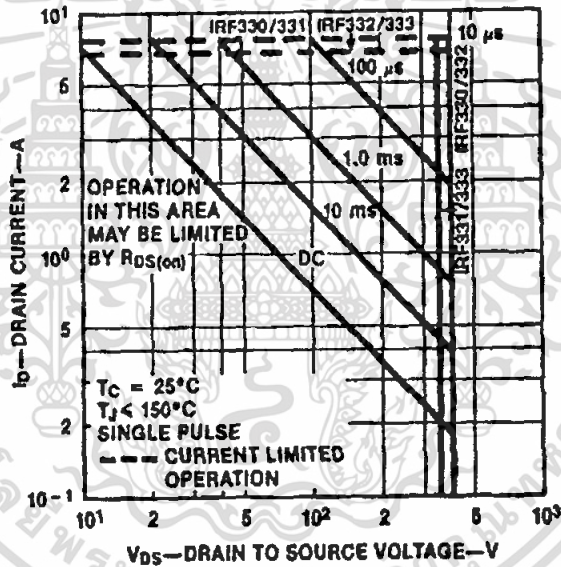 10¹
IRF330/331
IRF332/333
10 µs
100 µs
5
1.0 ms
2
OPERATION
IN THIS AREA
MAY BE LIMITED
BY RDS(on)
10 ms
IRF331/333
IRF330/332
10⁰
DC
5
TC = 25°C
TJ < 150°C
SINGLE PULSE
CURRENT LIMITED
OPERATION
2
10⁻¹
10¹
2
5
10²
2
5
10³
ID—DRAIN CURRENT—A
VDS—DRAIN TO SOURCE VOLTAGE—V